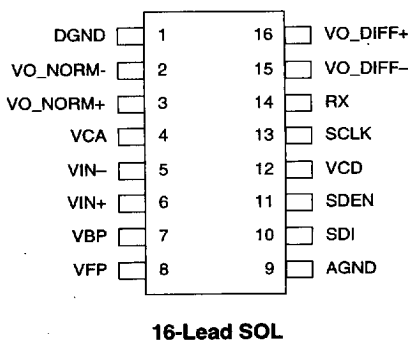 DGND 1 16 VO_DIFF+
VO_NORM- 2 15 VO_DIFF–
VO_NORM+ 3 14 RX
VCA 4 13 SCLK
VIN– 5 12 VCD
VIN+ 6 11 SDEN
VBP 7 10 SDI
VFP 8 9 AGND
16-Lead SOL